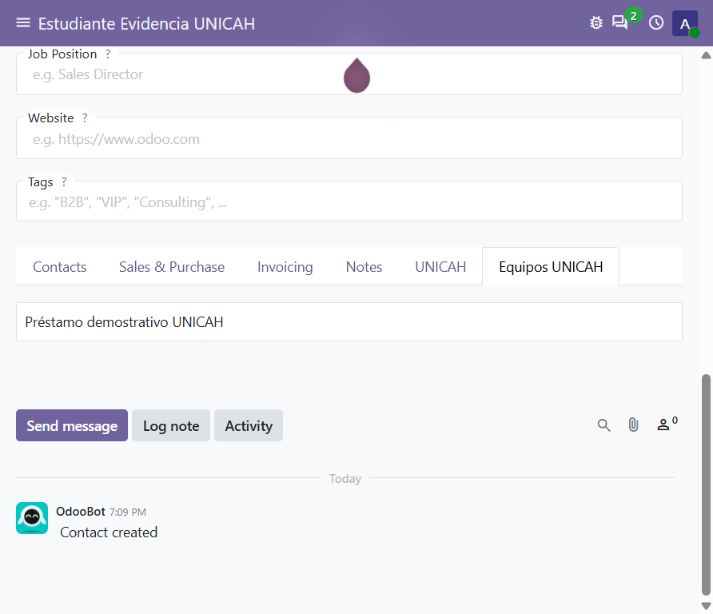 Estudiante Evidencia UNICAH
2
A
Job Position ?
e.g. Sales Director
Website ?
e.g. https://www.odoo.com
Tags ?
e.g. "B2B", "VIP", "Consulting", ...
Contacts Sales & Purchase Invoicing Notes UNICAH Equipos UNICAH
Préstamo demostrativo UNICAH
Send message Log note Activity 0
Today
OdooBot 7:09 PM
Contact created